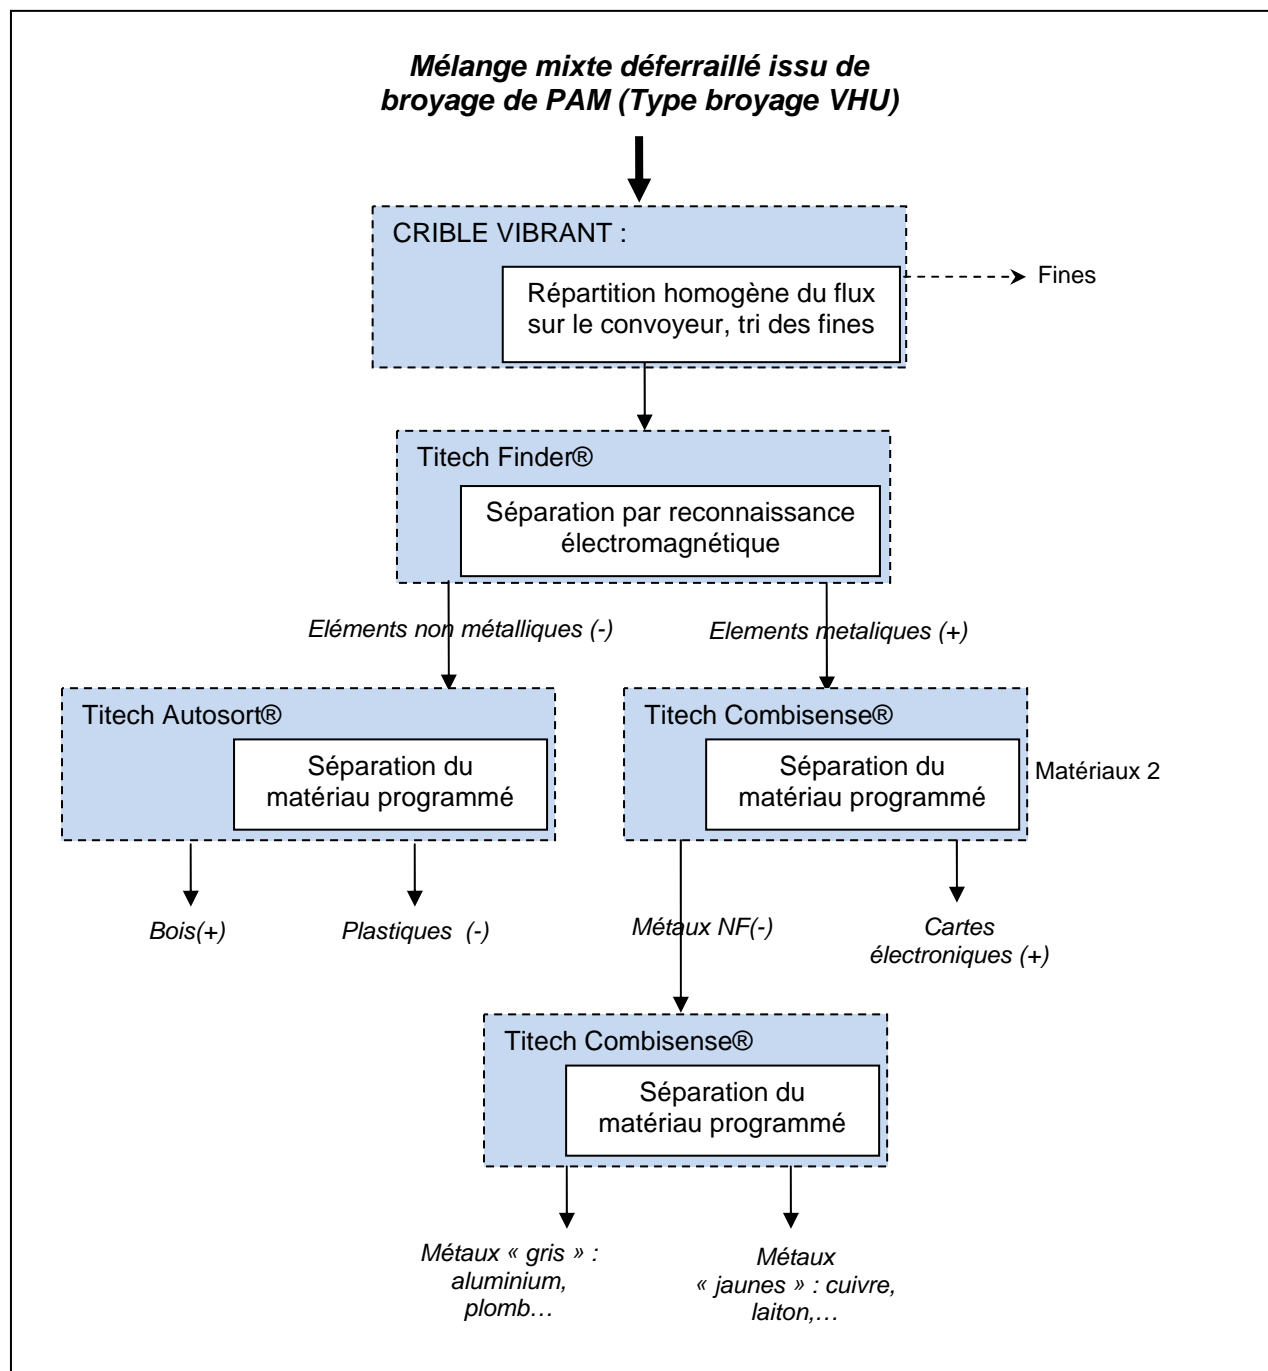 Mélange mixte déferraillé issu de
broyage de PAM (Type broyage VHU)
CRIBLE VIBRANT :
Répartition homogène du flux
sur le convoyeur, tri des fines
Fines
Titech Finder®
Séparation par reconnaissance
électromagnétique
Eléments non métalliques (-)
Elements metaliques (+)
Titech Autosort®
Séparation du
matériau programmé
Titech Combisense®
Séparation du
matériau programmé
Matériaux 2
Bois(+)
Plastiques (-)
Métaux NF(-)
Cartes
électroniques (+)
Titech Combisense®
Séparation du
matériau programmé
Métaux « gris » :
aluminium,
plomb…
Métaux
« jaunes » : cuivre,
laiton,…